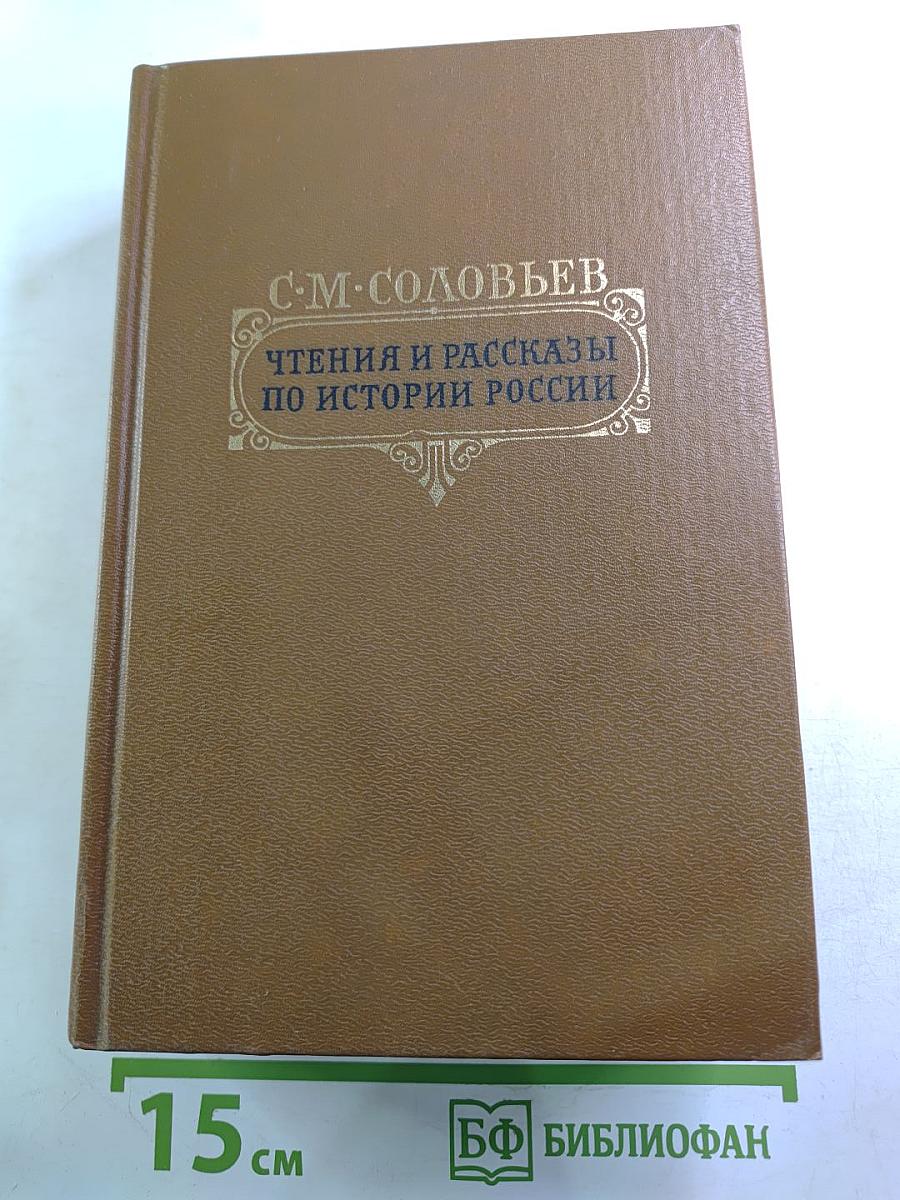 С·М·СОЛОВЬЕВ
ЧТЕНИЯ И РАССКАЗЫ
ПО ИСТОРИИ РОССИИ
15 см
БФ БИБЛИОФАН